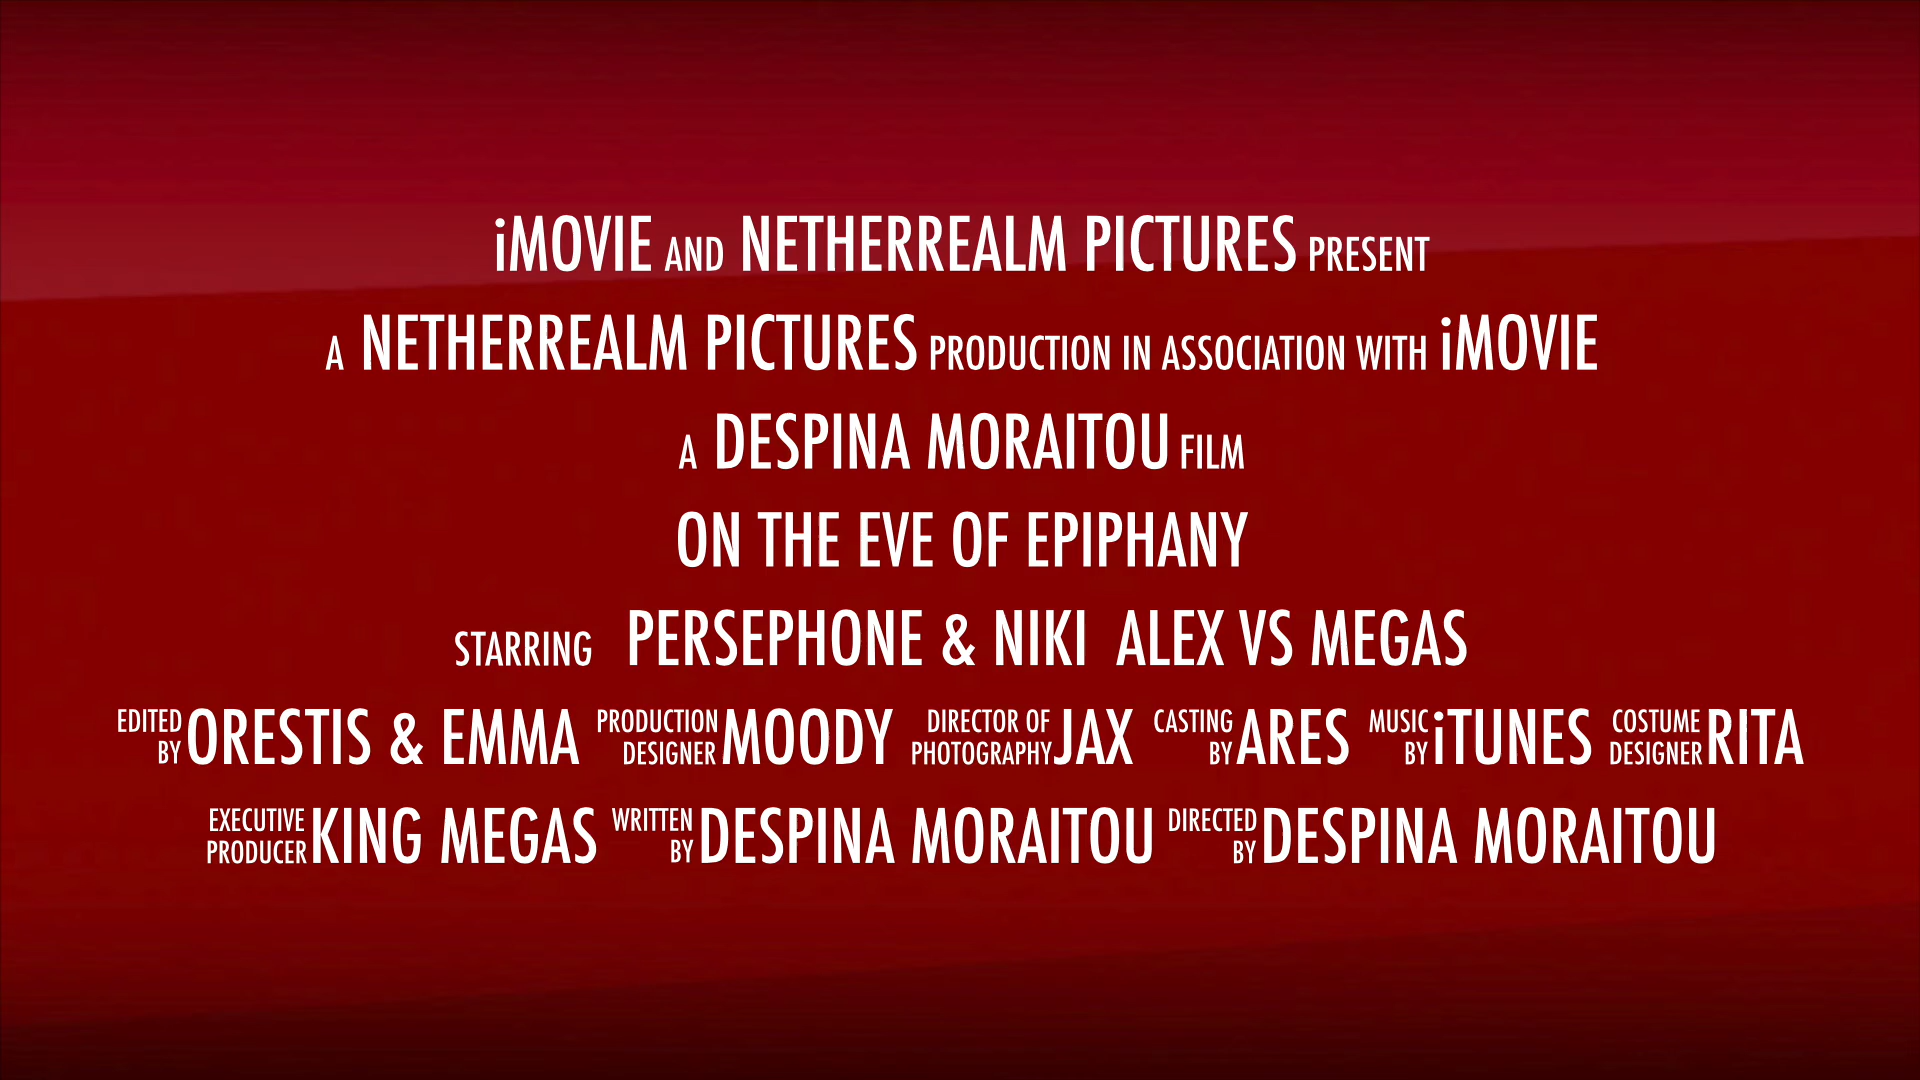 iMOVIE AND NETHERREALM PICTURES PRESENT
A NETHERREALM PICTURES PRODUCTION IN ASSOCIATION WITH iMOVIE
A DESPINA MORAITOU FILM
ON THE EVE OF EPIPHANY
STARRING PERSEPHONE & NIKI ALEX VS MEGAS
EDITED BY ORESTIS & EMMA PRODUCTION DESIGNER MOODY DIRECTOR OF PHOTOGRAPHY JAX CASTING BY ARES MUSIC BY iTUNES COSTUME DESIGNER RITA
EXECUTIVE PRODUCER KING MEGAS WRITTEN BY DESPINA MORAITOU DIRECTED BY DESPINA MORAITOU